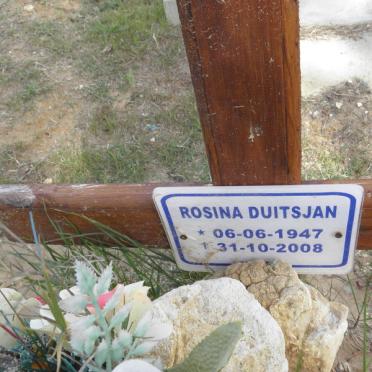 ROSINA DUITSJAN
* 06-06-1947
† 31-10-2008